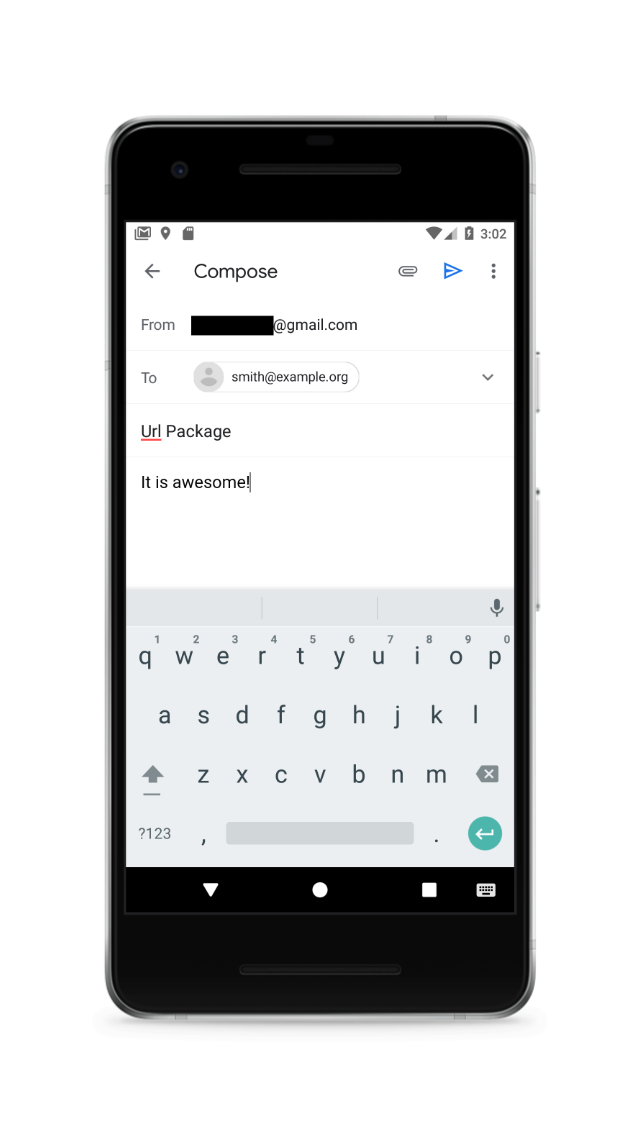 3:02
Compose
From @gmail.com
To smith@example.org
Url Package
It is awesome!
1 2 3 4 5 6 7 8 9 0
q w e r t y u i o p
a s d f g h j k l
z x c v b n m
?123 , .